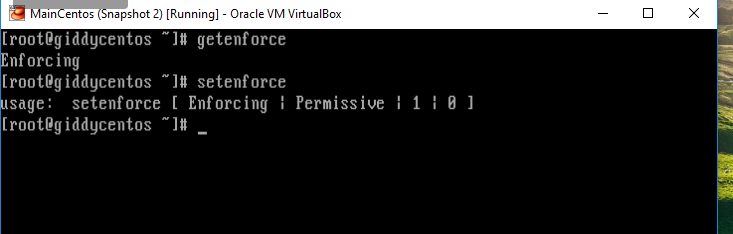 MainCentos (Snapshot 2) [Running] - Oracle VM VirtualBox
[root@giddycentos ~]# getenforce
Enforcing
[root@giddycentos ~]# setenforce
usage:  setenforce [ Enforcing | Permissive | 1 | 0 ]
[root@giddycentos ~]# _